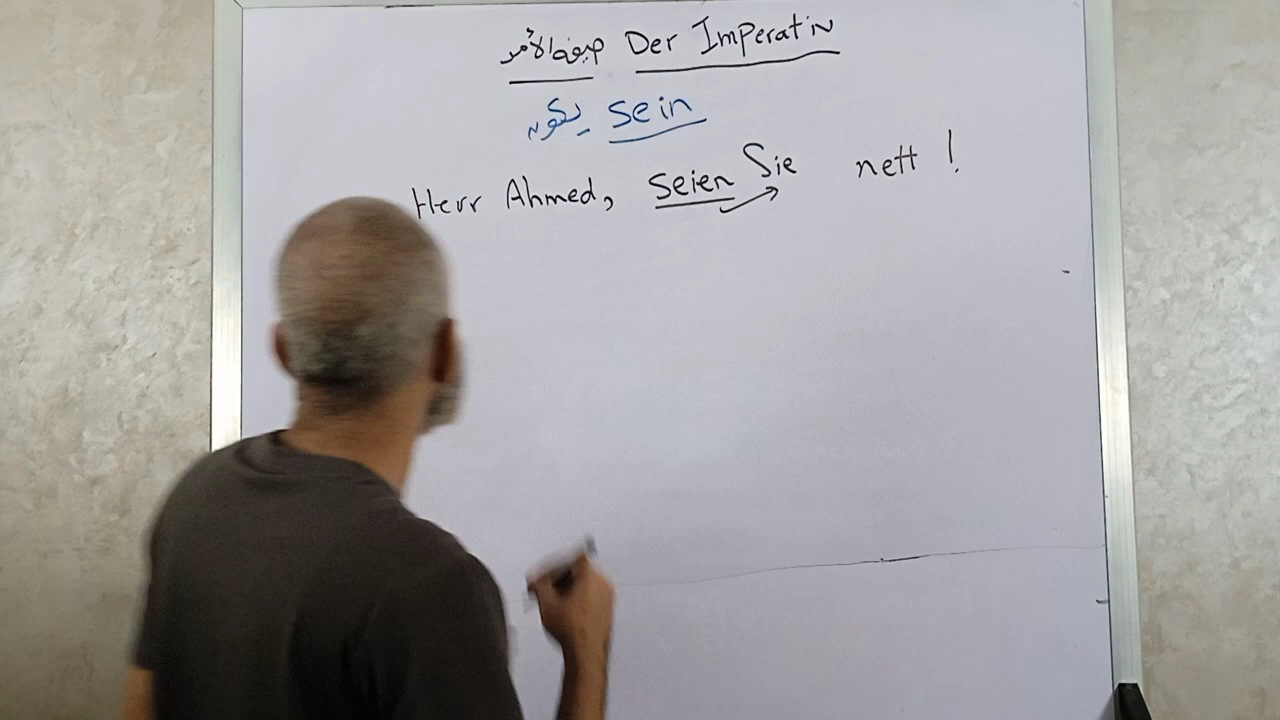 صيغة الأمر Der Imperativ
يكون sein
Herr Ahmed, seien Sie nett !